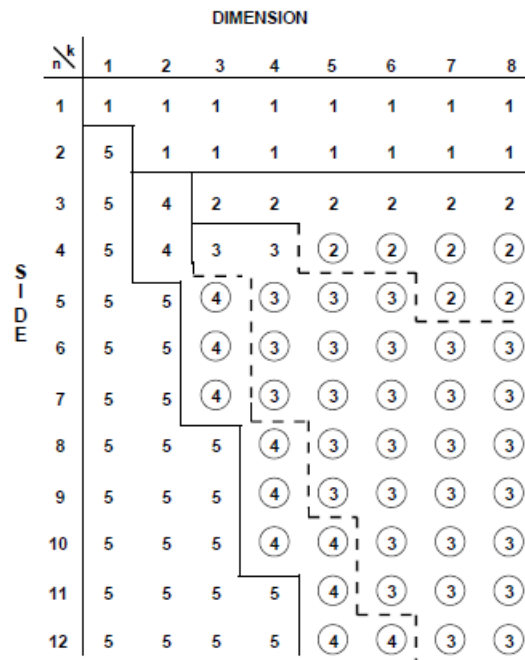 DIMENSION
n k 1 2 3 4 5 6 7 8
1 1 1 1 1 1 1 1 1
2 5 1 1 1 1 1 1 1
3 5 4 2 2 2 2 2 2
4 5 4 3 3 2 2 2 2
5 5 5 4 3 3 3 2 2
6 5 5 4 3 3 3 3 3
7 5 5 4 3 3 3 3 3
8 5 5 5 4 3 3 3 3
9 5 5 5 4 3 3 3 3
10 5 5 5 4 4 3 3 3
11 5 5 5 5 4 3 3 3
12 5 5 5 5 4 4 3 3
SIDE